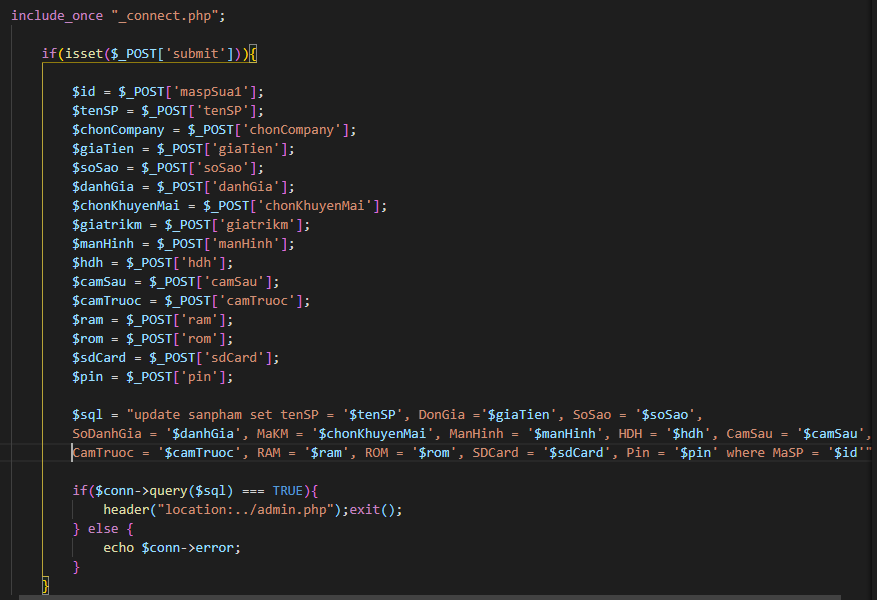 include_once "_connect.php";
if(isset($_POST['submit'])){
$id = $_POST['maspSua1'];
$tenSP = $_POST['tenSP'];
$chonCompany = $_POST['chonCompany'];
$giaTien = $_POST['giaTien'];
$soSao = $_POST['soSao'];
$danhGia = $_POST['danhGia'];
$chonKhuyenMai = $_POST['chonKhuyenMai'];
$giatrikm = $_POST['giatrikm'];
$manHinh = $_POST['manHinh'];
$hdh = $_POST['hdh'];
$camSau = $_POST['camSau'];
$camTruoc = $_POST['camTruoc'];
$ram = $_POST['ram'];
$rom = $_POST['rom'];
$sdCard = $_POST['sdCard'];
$pin = $_POST['pin'];
$sql = "update sanpham set tenSP = '$tenSP', DonGia ='$giaTien', SoSao = '$soSao',
SoDanhGia = '$danhGia', MaKM = '$chonKhuyenMai', ManHinh = '$manHinh', HDH = '$hdh', CamSau = '$camSau',
CamTruoc = '$camTruoc', RAM = '$ram', ROM = '$rom', SDCard = '$sdCard', Pin = '$pin' where MaSP = '$id'"
if($conn->query($sql) === TRUE){
header("location:../admin.php");exit();
} else {
echo $conn->error;
}
}